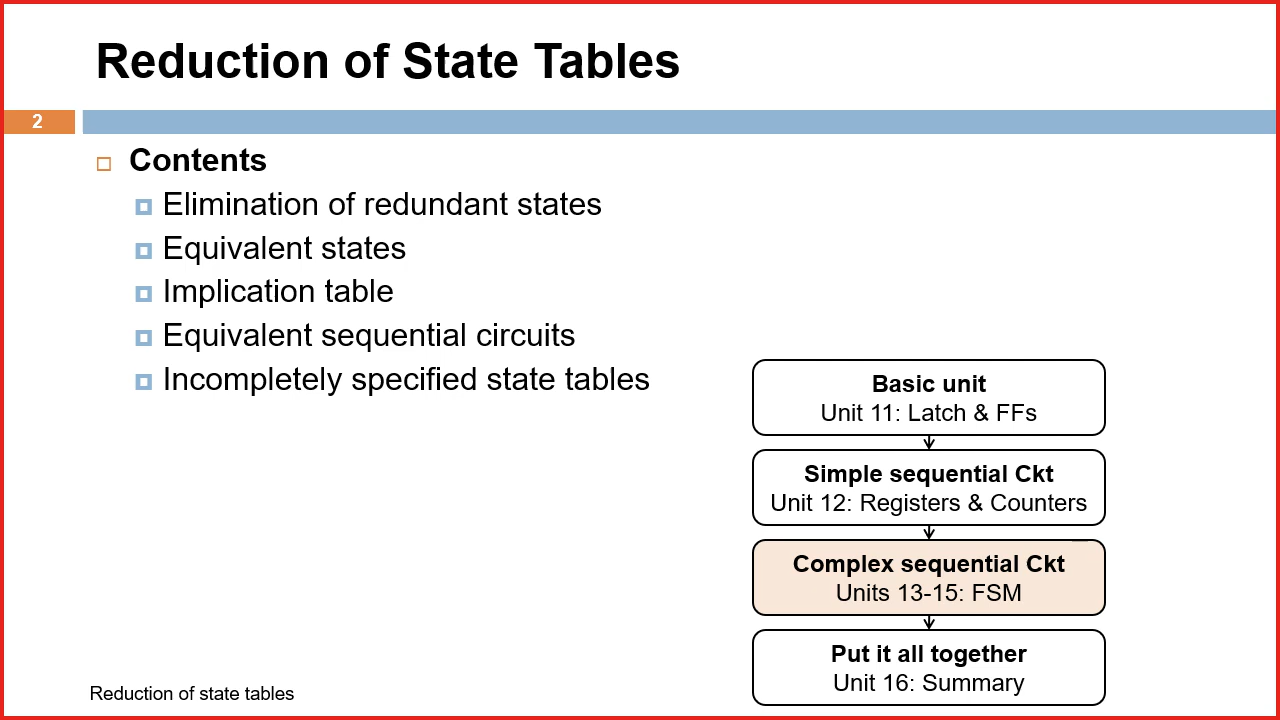 Reduction of State Tables
2
Contents
Elimination of redundant states
Equivalent states
Implication table
Equivalent sequential circuits
Incompletely specified state tables
Basic unit
Unit 11: Latch & FFs
Simple sequential Ckt
Unit 12: Registers & Counters
Complex sequential Ckt
Units 13-15: FSM
Put it all together
Unit 16: Summary
Reduction of state tables